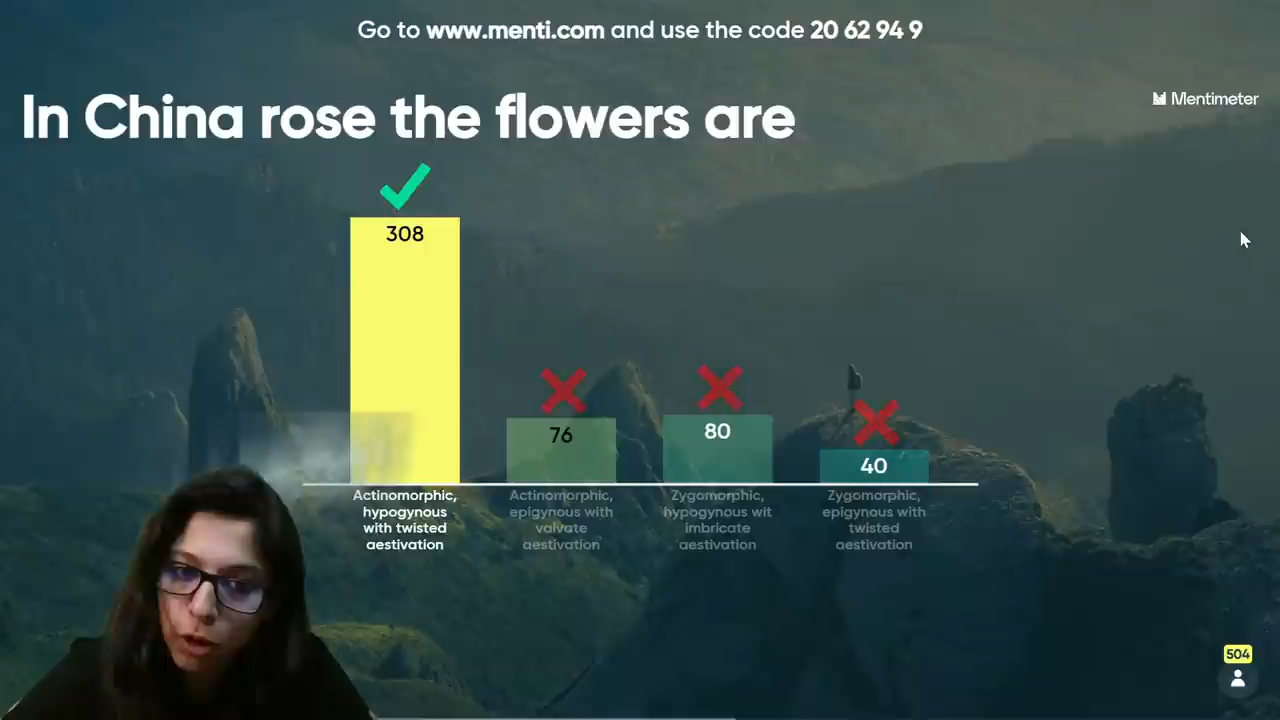 Go to www.menti.com and use the code 20 62 94 9
In China rose the flowers are
Mentimeter
308
76
80
40
Actinomorphic,
hypogynous
with twisted
aestivation
Actinomorphic,
epigynous with
valvate
aestivation
Zygomorphic,
hypogynous wit
imbricate
aestivation
Zygomorphic,
epigynous with
twisted
aestivation
504